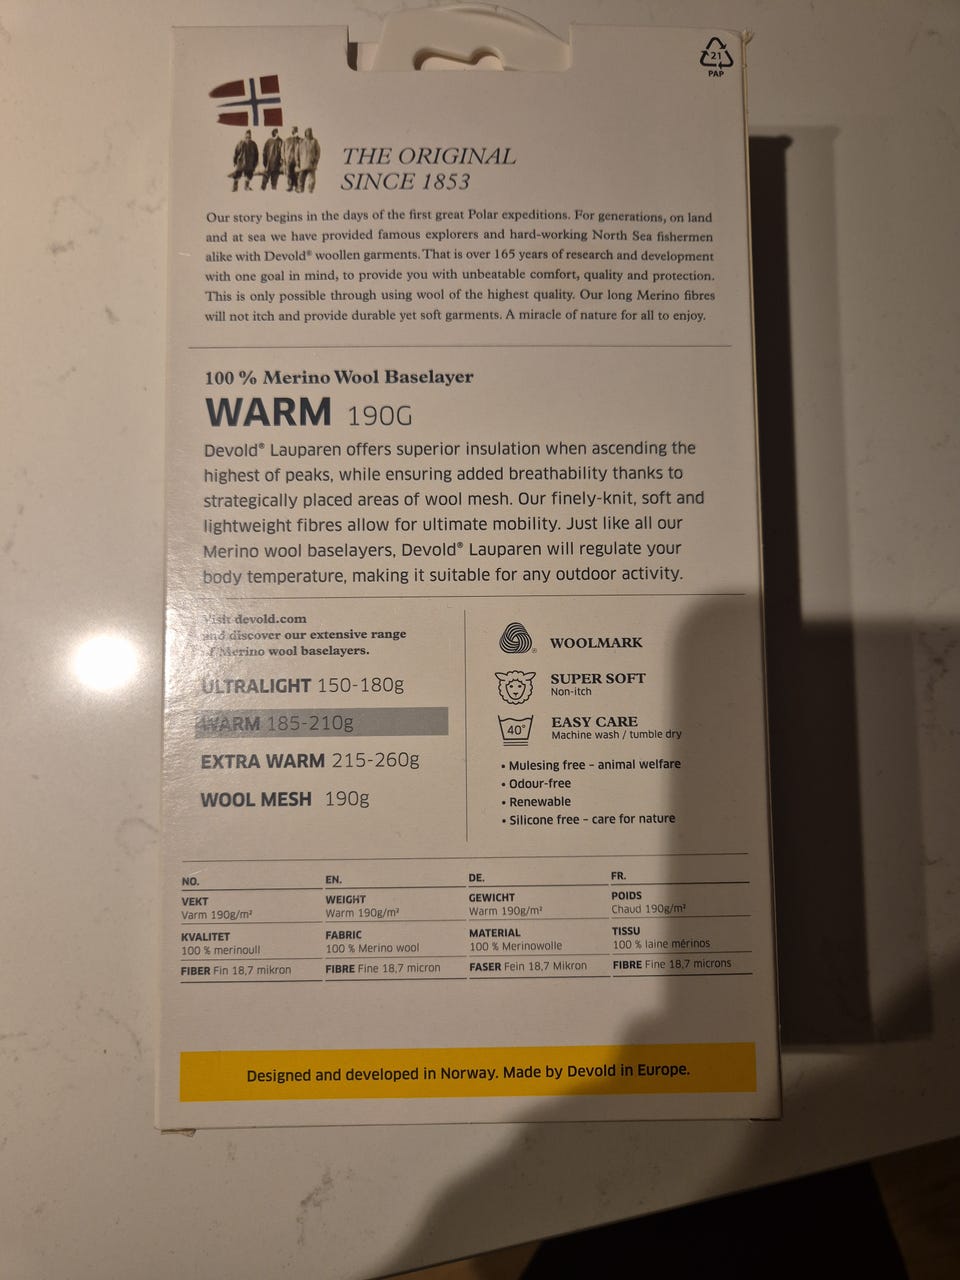 21
PAP
THE ORIGINAL
SINCE 1853
Our story begins in the days of the first great Polar expeditions. For generations, on land
and at sea we have provided famous explorers and hard-working North Sea fishermen
alike with Devold® woollen garments. That is over 165 years of research and development
with one goal in mind, to provide you with unbeatable comfort, quality and protection.
This is only possible through using wool of the highest quality. Our long Merino fibres
will not itch and provide durable yet soft garments. A miracle of nature for all to enjoy.
100 % Merino Wool Baselayer
WARM 190G
Devold® Lauparen offers superior insulation when ascending the
highest of peaks, while ensuring added breathability thanks to
strategically placed areas of wool mesh. Our finely-knit, soft and
lightweight fibres allow for ultimate mobility. Just like all our
Merino wool baselayers, Devold® Lauparen will regulate your
body temperature, making it suitable for any outdoor activity.
Visit devold.com
and discover our extensive range
of Merino wool baselayers.
ULTRALIGHT 150-180g
WARM 185-210g
EXTRA WARM 215-260g
WOOL MESH 190g
®
WOOLMARK
SUPER SOFT
Non-itch
40°
EASY CARE
Machine wash / tumble dry
• Mulesing free – animal welfare
• Odour-free
• Renewable
• Silicone free – care for nature
NO.
VEKT
Varm 190g/m²
KVALITET
100 % merinoull
FIBER Fin 18,7 mikron
EN.
WEIGHT
Warm 190g/m²
FABRIC
100 % Merino wool
FIBRE Fine 18,7 micron
DE.
GEWICHT
Warm 190g/m²
MATERIAL
100 % Merinowolle
FASER Fein 18,7 Mikron
FR.
POIDS
Chaud 190g/m²
TISSU
100 % laine mérinos
FIBRE Fine 18,7 microns
Designed and developed in Norway. Made by Devold in Europe.